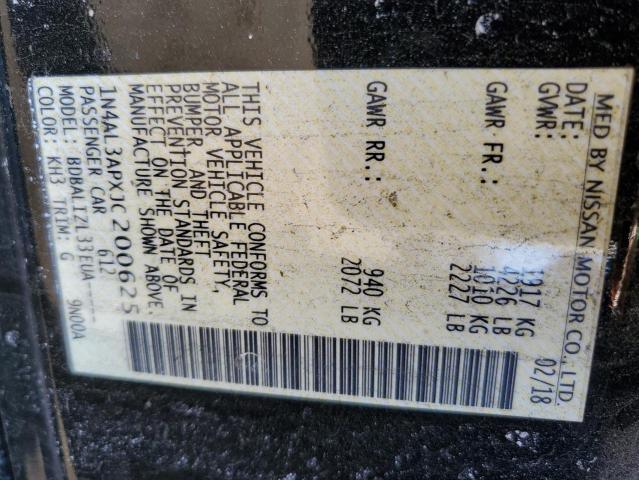 MFD BY NISSAN MOTOR CO., LTD.
DATE: 02/18
GVWR: 1917 KG
4226 LB
GAWR FR.: 1010 KG
2227 LB
GAWR RR.: 940 KG
2072 LB
THIS VEHICLE CONFORMS TO
ALL APPLICABLE FEDERAL
MOTOR VEHICLE SAFETY,
BUMPER AND THEFT
PREVENTION STANDARDS IN
EFFECT ON THE DATE OF
MANUFACTURE SHOWN ABOVE.
1N4AL3APXJC200625
PASSENGER CAR 612
MODEL: BDBALTZL33EUA
COLOR: KH3 TRIM: G 9N00A